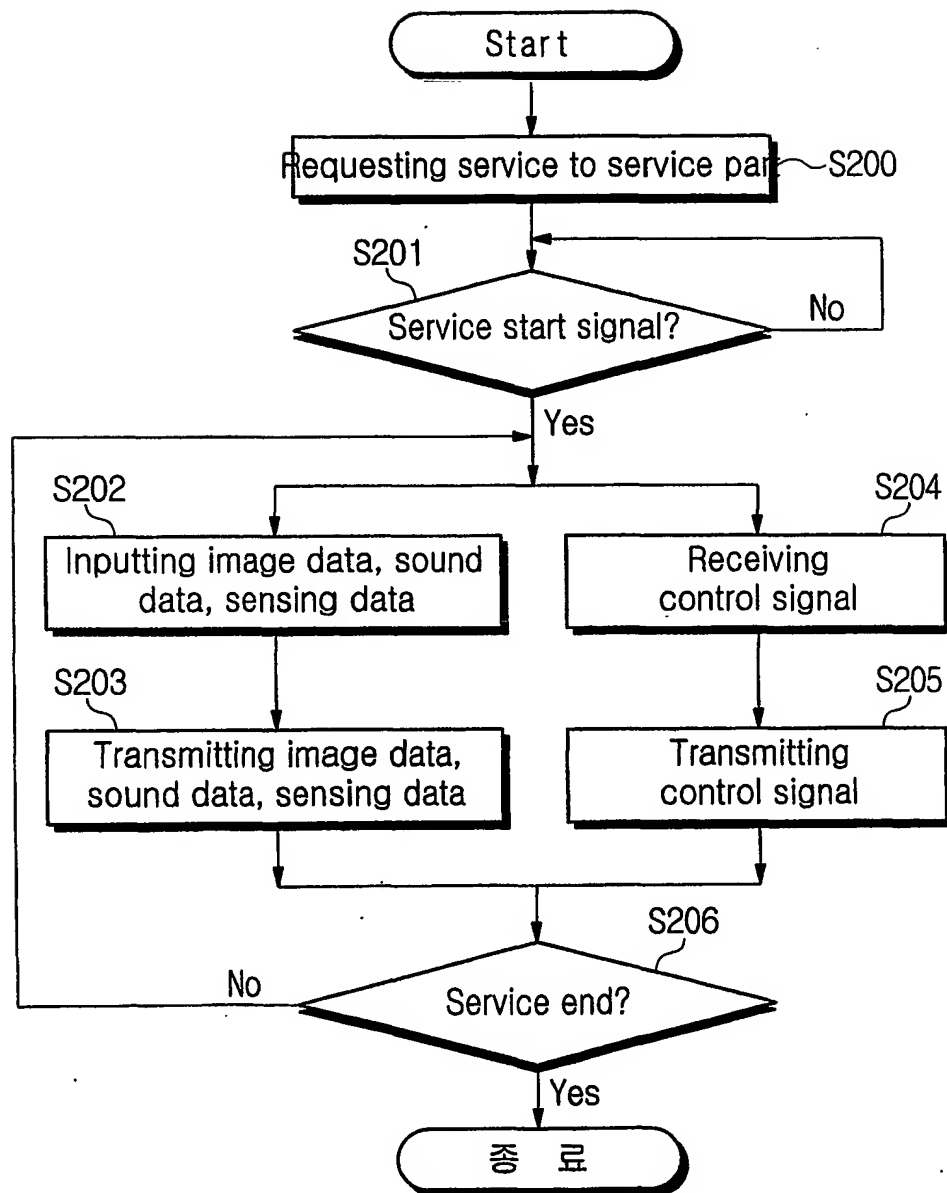 Start
Requesting service to service part
S200
S201
Service start signal?
No
Yes
S202
Inputting image data, sound
data, sensing data
S204
Receiving
control signal
S203
Transmitting image data,
sound data, sensing data
S205
Transmitting
control signal
S206
Service end?
No
Yes
종 료